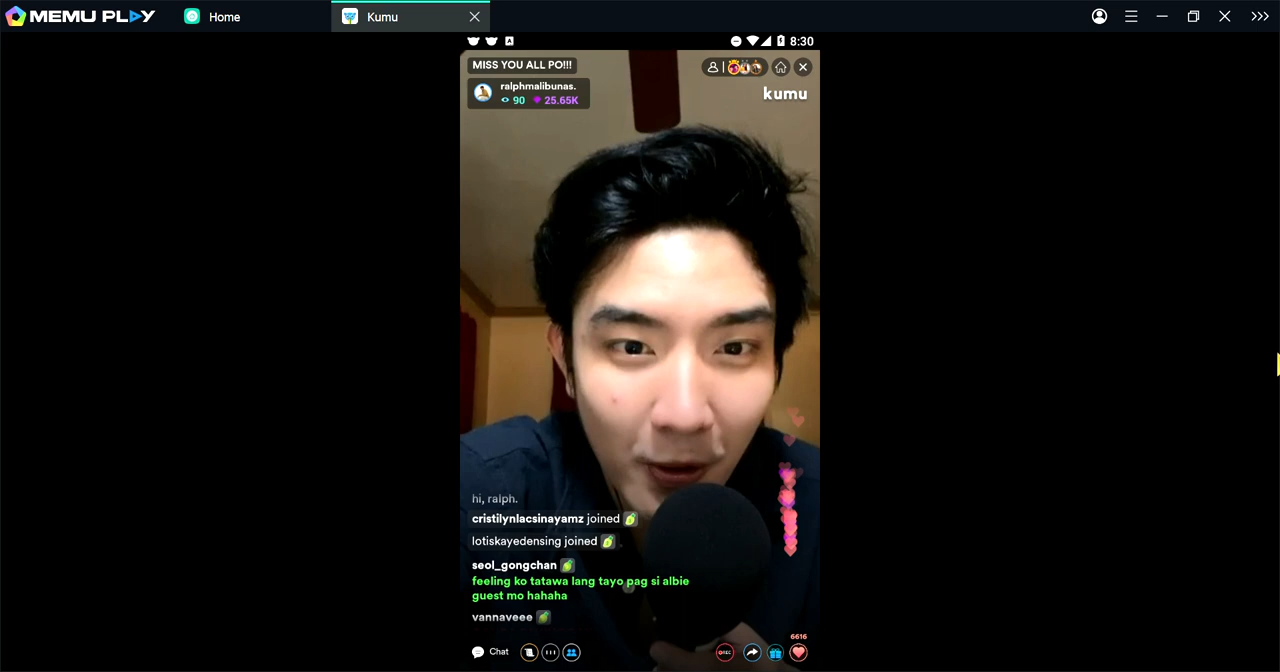 MEMU PLAY
Home
Kumu
8:30
MISS YOU ALL PO!!!
ralphmalibunas.
90 25.65K
kumu
hi, ralph.
cristilynlacsinayamz joined
lotiskayedensing joined
seol_gongchan
feeling ko tatawa lang tayo pag si albie
guest mo hahaha
vannaveee
6616
Chat
REC